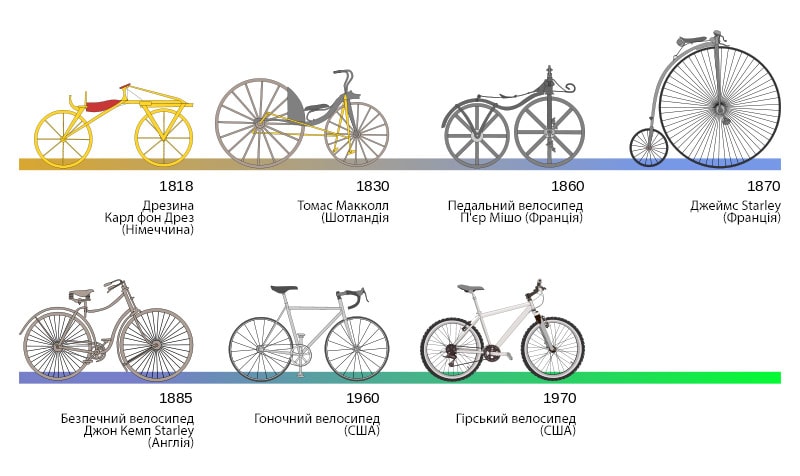 1818
Дрезина
Карл фон Дрез
(Німеччина)
1830
Томас Макколл
(Шотландія
1860
Педальний велосипед
П'єр Мішо (Франція)
1870
Джеймс Starley
(Франція)
1885
Безпечний велосипед
Джон Кемп Starley
(Англія)
1960
Гоночний велосипед
(США)
1970
Гірський велосипед
(США)